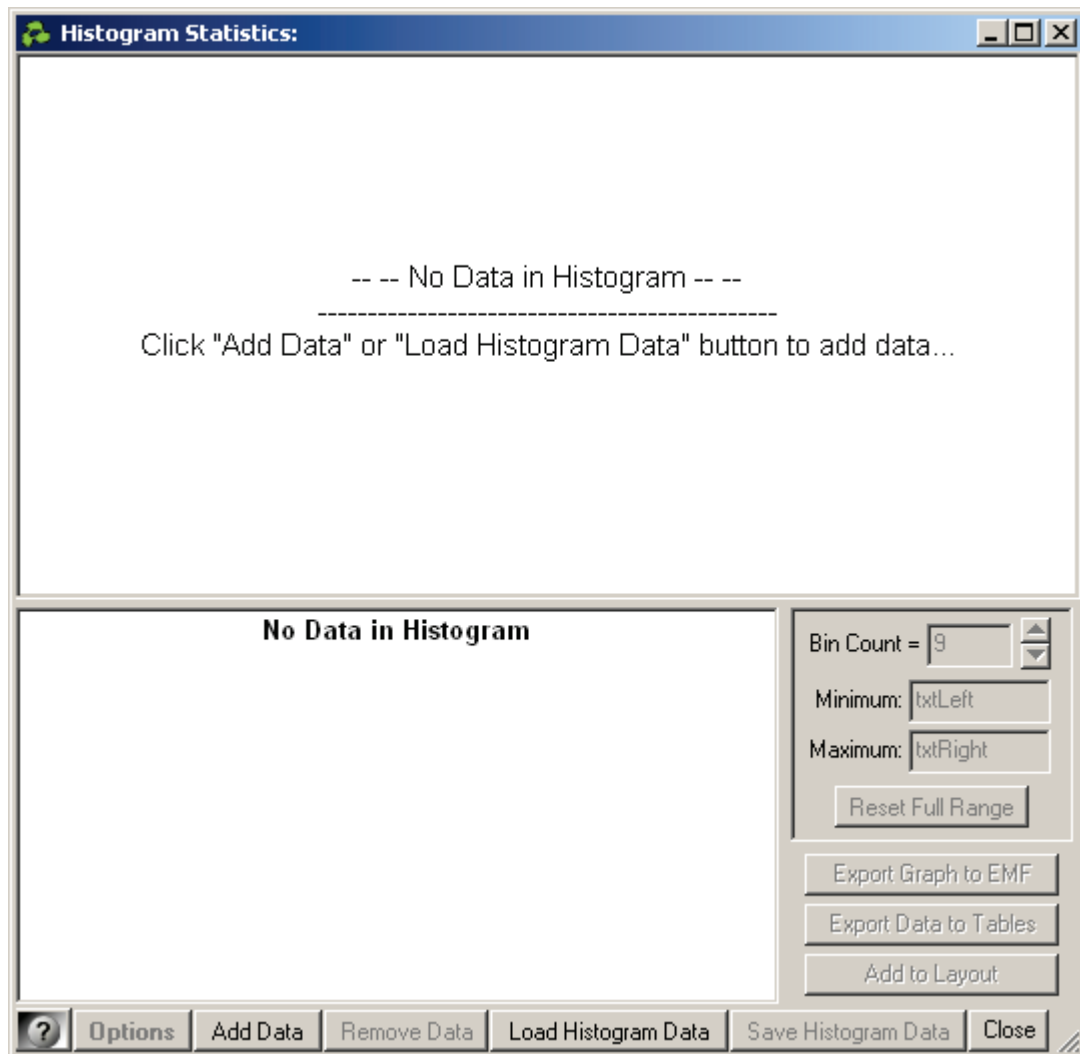 Histogram Statistics:
-- -- No Data in Histogram -- --
----------------------------------------------
Click "Add Data" or "Load Histogram Data" button to add data...
No Data in Histogram
Bin Count = 9
Minimum: txtLeft
Maximum: txtRight
Reset Full Range
Export Graph to EMF
Export Data to Tables
Add to Layout
? Options Add Data Remove Data Load Histogram Data Save Histogram Data Close